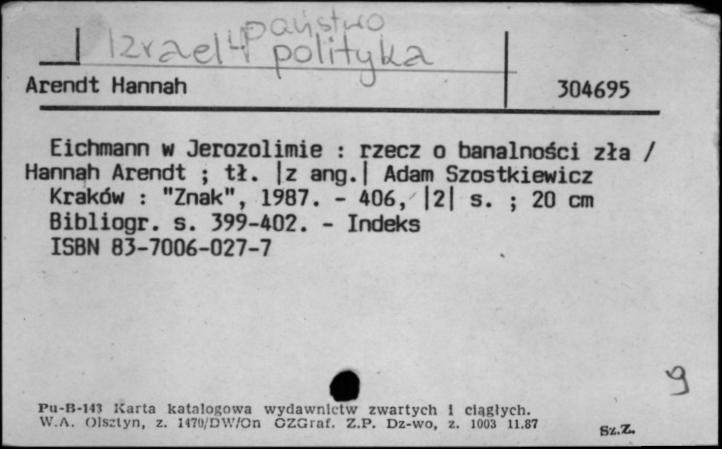 państwo
Izrael 4 polityka
Arendt Hannah 304695
Eichmann w Jerozolimie : rzecz o banalności zła /
Hannah Arendt ; tł. |z ang.| Adam Szostkiewicz
Kraków : "Znak", 1987. - 406, |2| s. ; 20 cm
Bibliogr. s. 399-402. - Indeks
ISBN 83-7006-027-7
9
Pu-B-143 Karta katalogowa wydawnictw zwartych i ciągłych.
W.A. Olsztyn, z. 1470/DW/On OZGraf. Z.P. Dz-wo, z. 1003 11.87
Sz.Z.